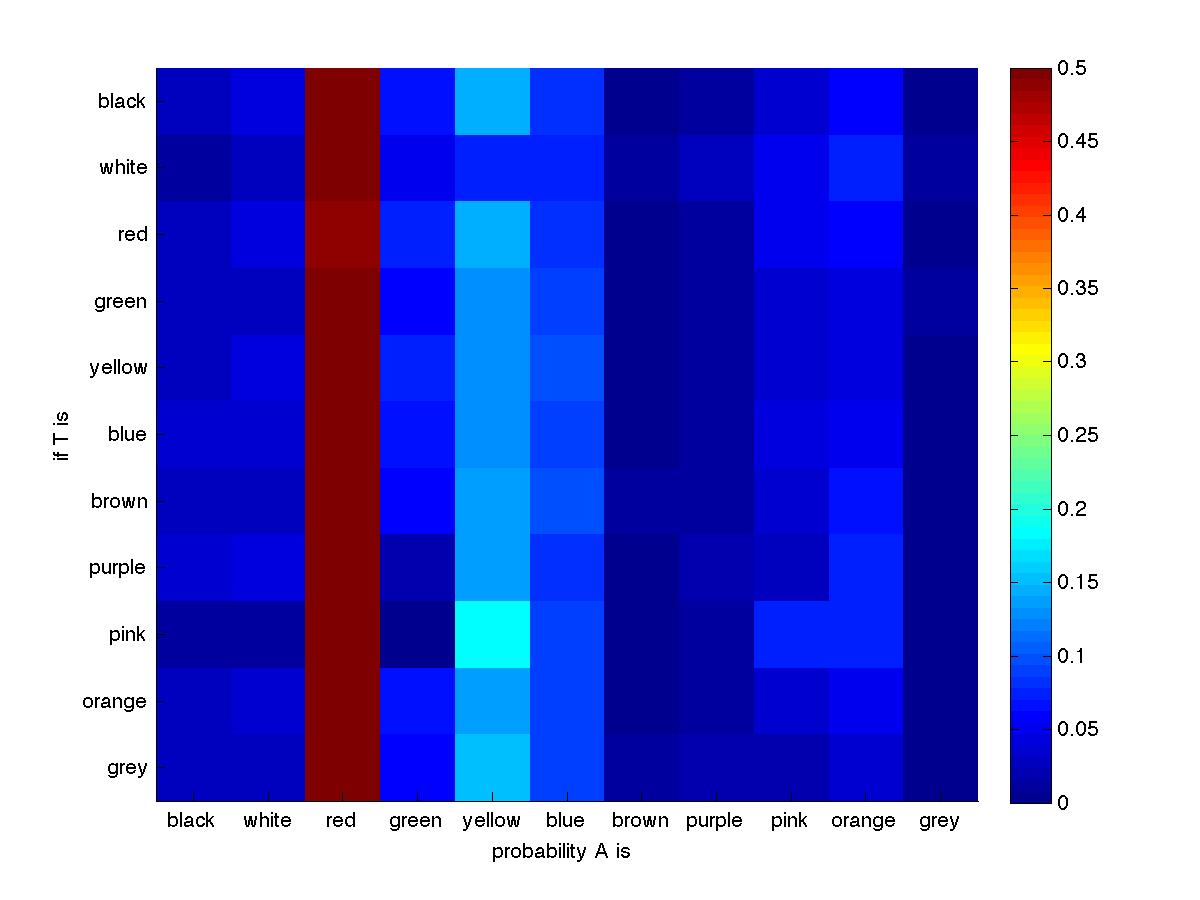 black
white
red
green
yellow
blue
brown
purple
pink
orange
grey
if T is
black white red green yellow blue brown purple pink orange grey
probability A is
0.5
0.45
0.4
0.35
0.3
0.25
0.2
0.15
0.1
0.05
0